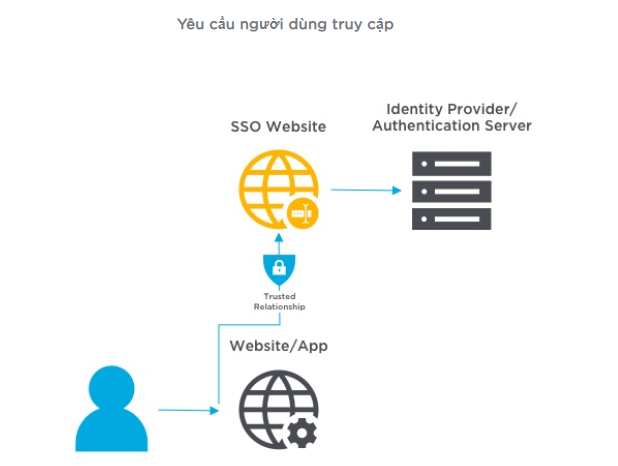 Yêu cầu người dùng truy cập
Identity Provider/
Authentication Server
SSO Website
Trusted
Relationship
Website/App